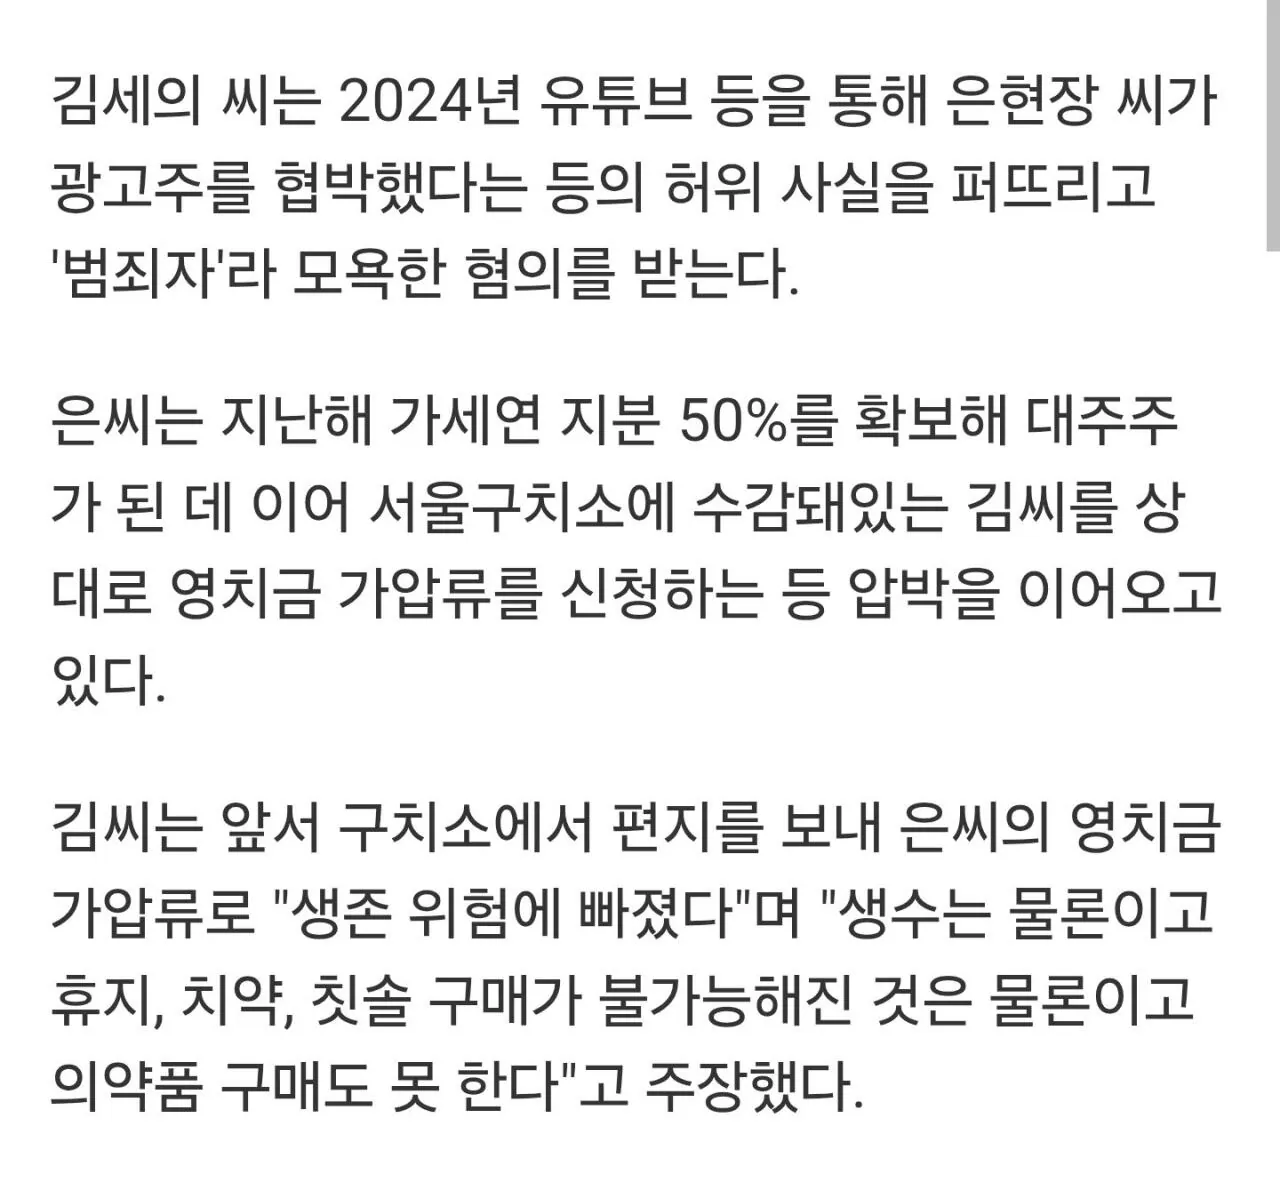 김세의 씨는 2024년 유튜브 등을 통해 은현장 씨가
광고주를 협박했다는 등의 허위 사실을 퍼뜨리고
'범죄자'라 모욕한 혐의를 받는다.
은씨는 지난해 가세연 지분 50%를 확보해 대주주
가 된 데 이어 서울구치소에 수감돼있는 김씨를 상
대로 영치금 가압류를 신청하는 등 압박을 이어오고
있다.
김씨는 앞서 구치소에서 편지를 보내 은씨의 영치금
가압류로 "생존 위험에 빠졌다"며 "생수는 물론이고
휴지, 치약, 칫솔 구매가 불가능해진 것은 물론이고
의약품 구매도 못 한다"고 주장했다.